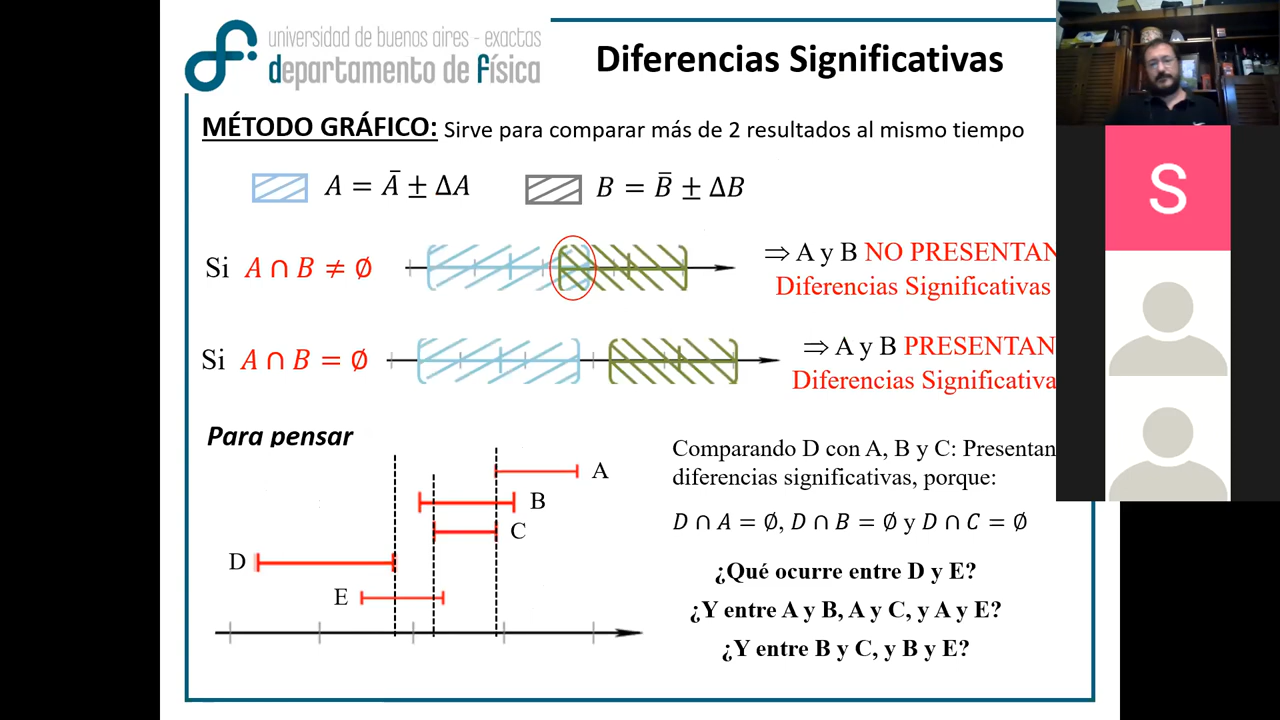 universidad de buenos aires - exactas
departamento de física
Diferencias Significativas
MÉTODO GRÁFICO: Sirve para comparar más de 2 resultados al mismo tiempo
A = Ā ± ΔA
B = B̄ ± ΔB
Si A ∩ B ≠ ∅
⇒ A y B NO PRESENTAN
Diferencias Significativas
Si A ∩ B = ∅
⇒ A y B PRESENTAN
Diferencias Significativa
Para pensar
A
B
C
D
E
Comparando D con A, B y C: Presentan
diferencias significativas, porque:
D ∩ A = ∅, D ∩ B = ∅ y D ∩ C = ∅
¿Qué ocurre entre D y E?
¿Y entre A y B, A y C, y A y E?
¿Y entre B y C, y B y E?
S